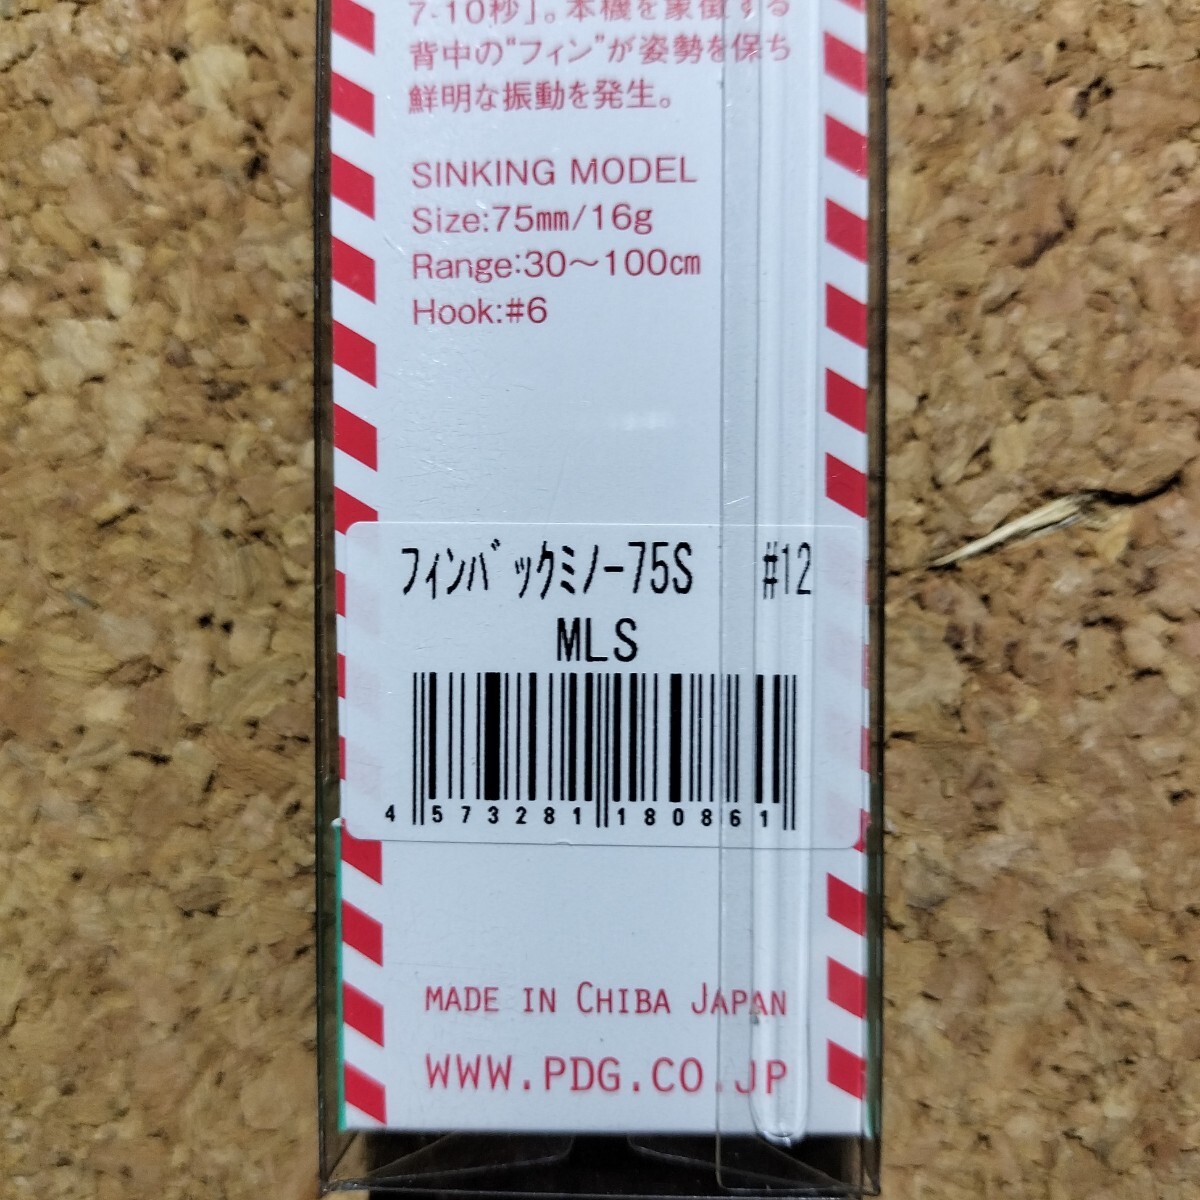 7-10秒」。本機を象徴する
背中の“フィン”が姿勢を保ち
鮮明な振動を発生。
SINKING MODEL
Size:75mm/16g
Range:30～100cm
Hook:#6
ﾌｨﾝﾊﾞｯｸﾐﾉｰ75S #12
MLS
4 573281 180861
MADE IN CHIBA JAPAN
WWW.PDG.CO.JP